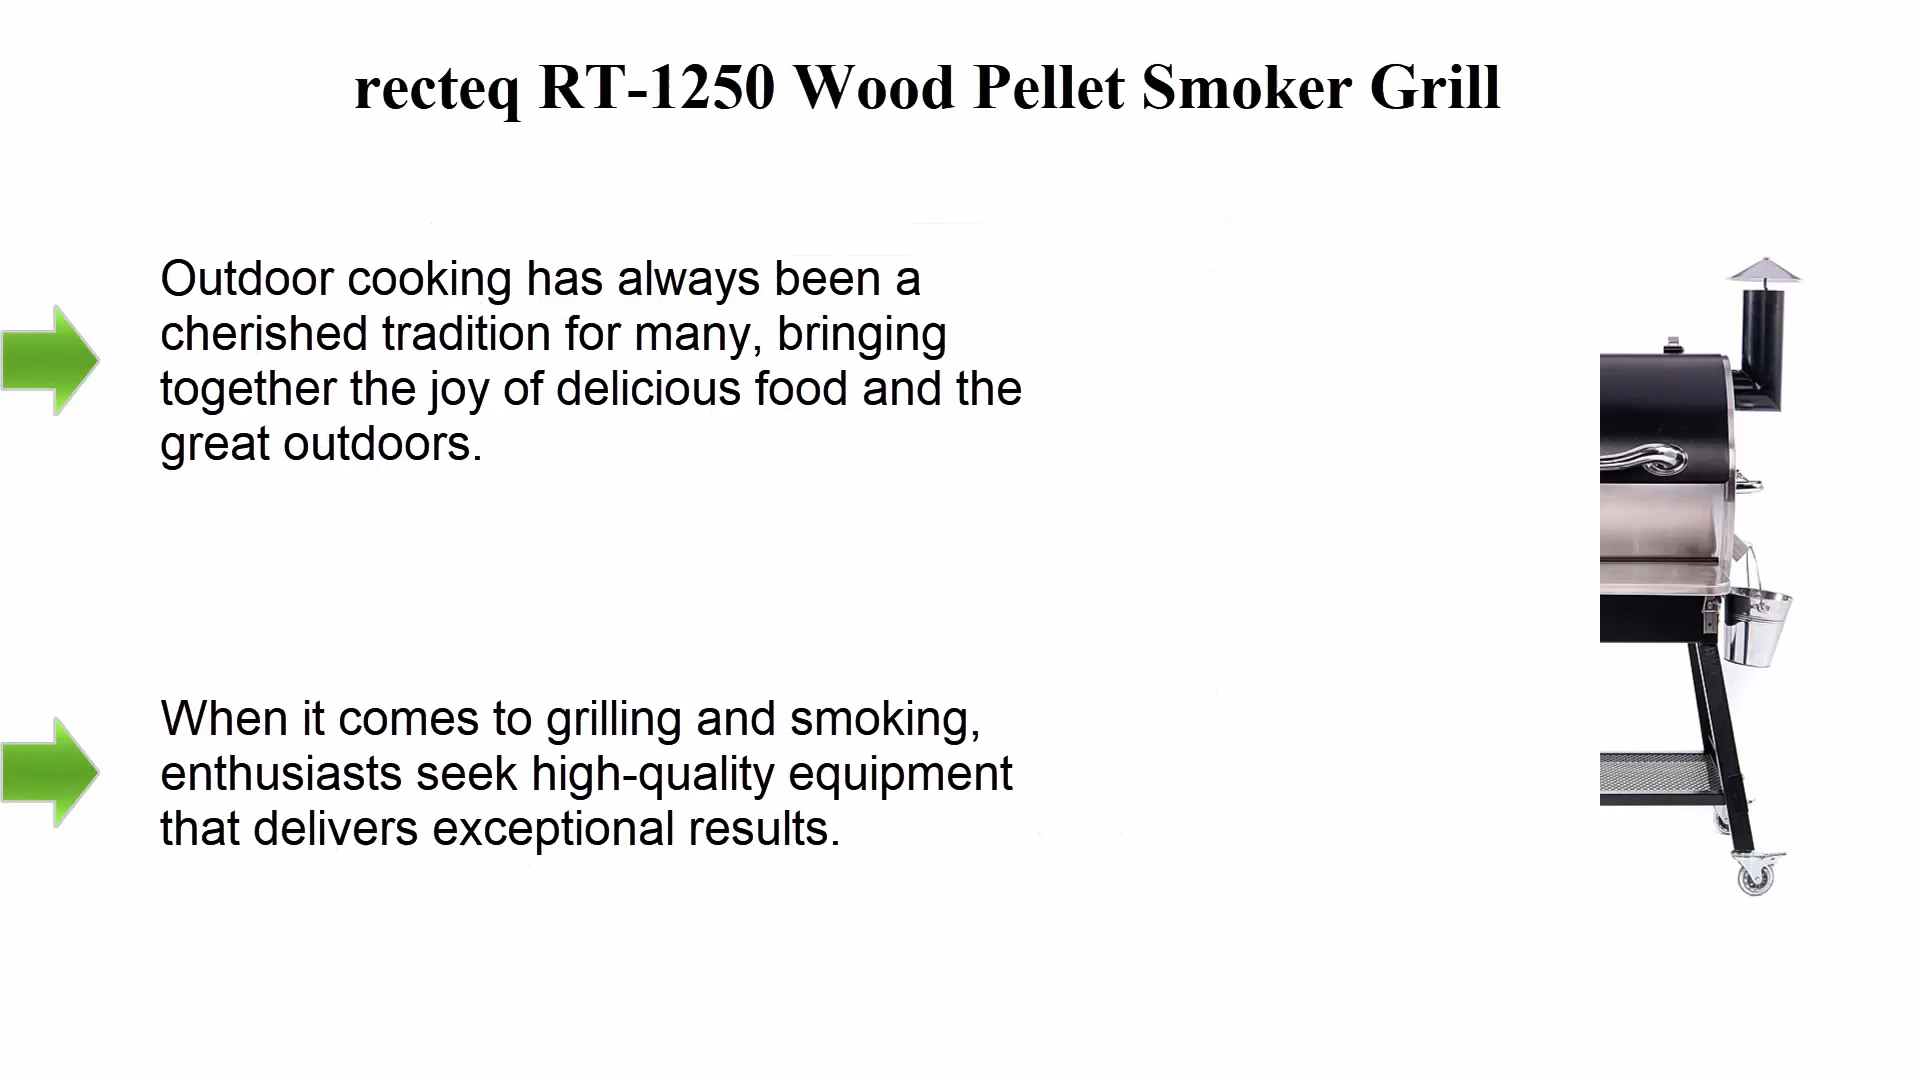 recteq RT-1250 Wood Pellet Smoker Grill
Outdoor cooking has always been a
cherished tradition for many, bringing
together the joy of delicious food and the
great outdoors.
When it comes to grilling and smoking,
enthusiasts seek high-quality equipment
that delivers exceptional results.